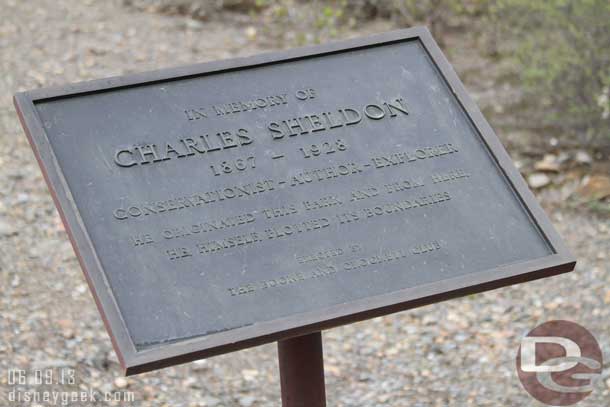 IN MEMORY OF
CHARLES SHELDON
1867 – 1928
CONSERVATIONIST – AUTHOR – EXPLORER
HE ORIGINATED THIS PARK AND FROM HERE,
HE HIMSELF PLOTTED ITS BOUNDARIES
ERECTED BY
THE BOONE AND CROCKETT CLUB
06.09.13
disneygeek.com
DG